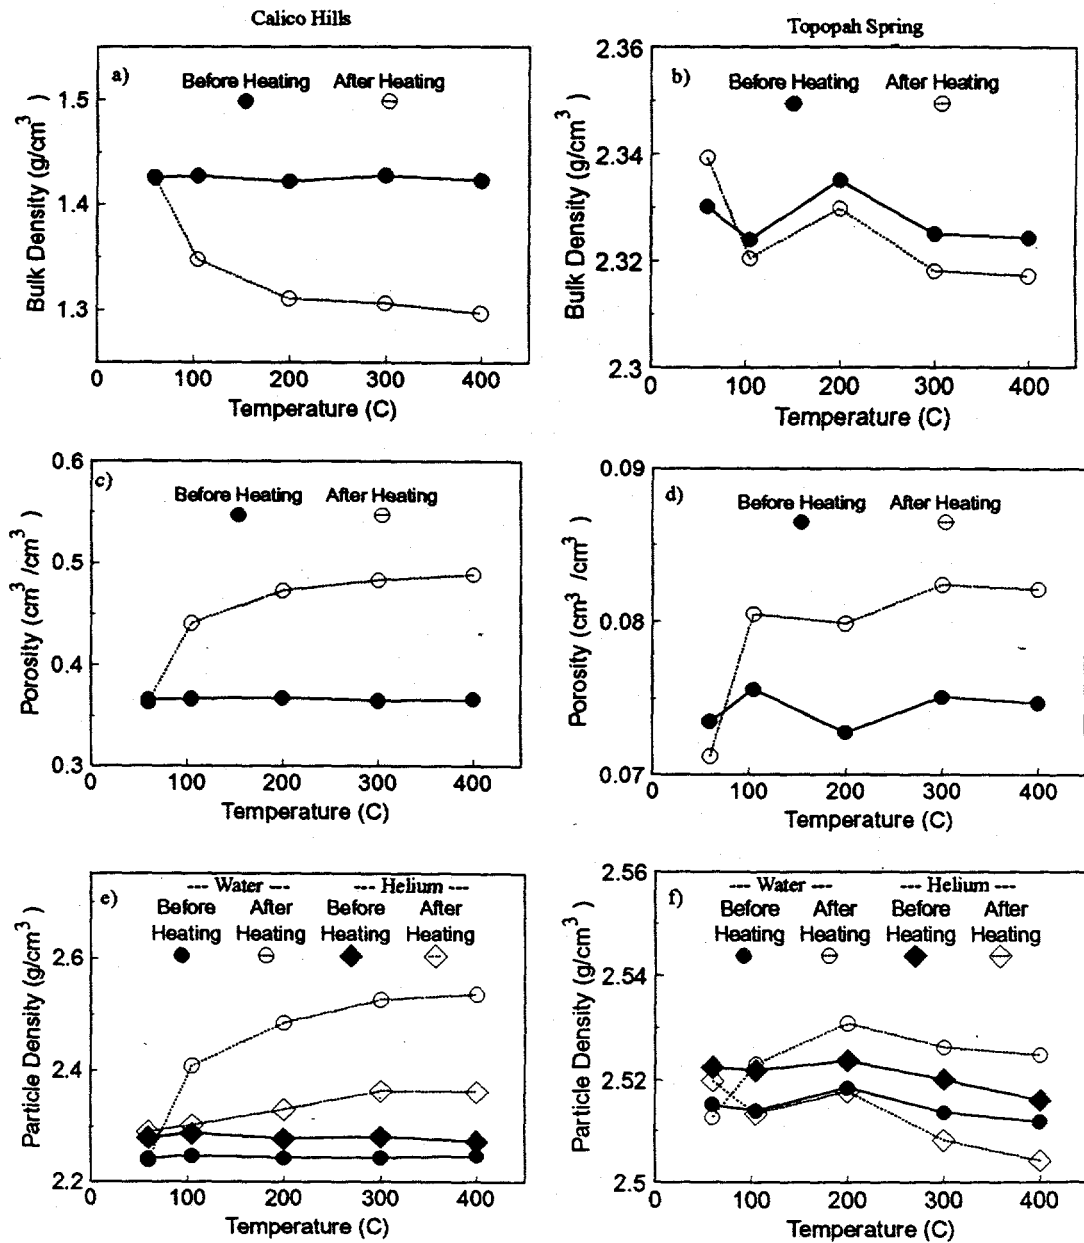 Calico Hills
Topopah Spring
a)
Before Heating
After Heating
1.5
1.4
1.3
Bulk Density (g/cm³)
0
100
200
300
400
Temperature (C)
b)
Before Heating
After Heating
2.36
2.34
2.32
2.3
Bulk Density (g/cm³)
0
100
200
300
400
Temperature (C)
c)
Before Heating
After Heating
0.6
0.5
0.4
0.3
Porosity (cm³/cm³)
0
100
200
300
400
Temperature (C)
d)
Before Heating
After Heating
0.09
0.08
0.07
Porosity (cm³/cm³)
0
100
200
300
400
Temperature (C)
e)
--- Water ---
--- Helium ---
Before Heating
After Heating
Before Heating
After Heating
2.6
2.4
2.2
Particle Density (g/cm³)
0
100
200
300
400
Temperature (C)
f)
--- Water ---
--- Helium ---
Before Heating
After Heating
Before Heating
After Heating
2.56
2.54
2.52
2.5
Particle Density (g/cm³)
0
100
200
300
400
Temperature (C)